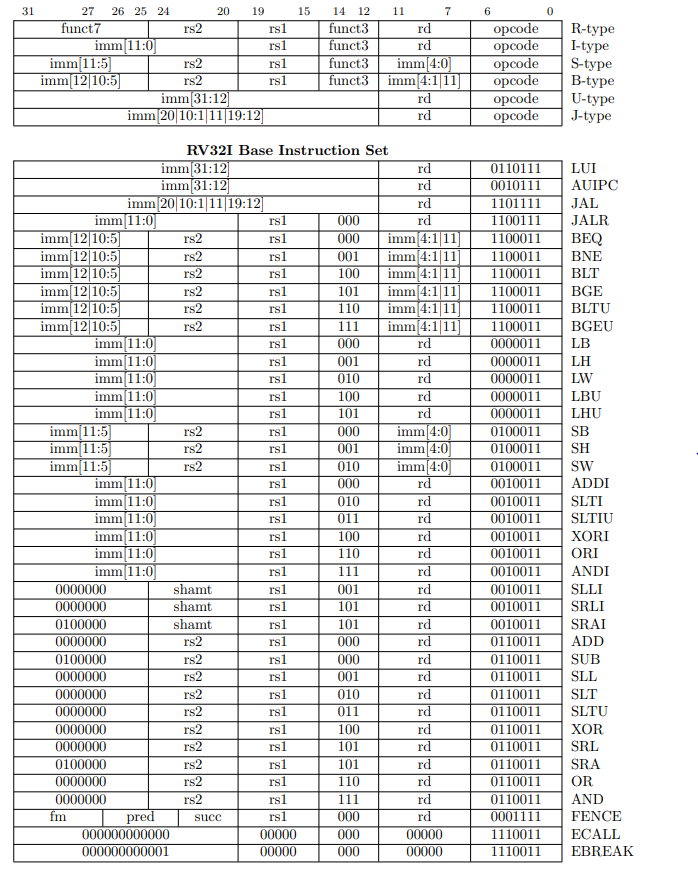 31 27 26 25 24 20 19 15 14 12 11 7 6 0
funct7 rs2 rs1 funct3 rd opcode R-type
imm[11:0] rs1 funct3 rd opcode I-type
imm[11:5] rs2 rs1 funct3 imm[4:0] opcode S-type
imm[12|10:5] rs2 rs1 funct3 imm[4:1|11] opcode B-type
imm[31:12] rd opcode U-type
imm[20|10:1|11|19:12] rd opcode J-type
RV32I Base Instruction Set
imm[31:12] rd 0110111 LUI
imm[31:12] rd 0010111 AUIPC
imm[20|10:1|11|19:12] rd 1101111 JAL
imm[11:0] rs1 000 rd 1100111 JALR
imm[12|10:5] rs2 rs1 000 imm[4:1|11] 1100011 BEQ
imm[12|10:5] rs2 rs1 001 imm[4:1|11] 1100011 BNE
imm[12|10:5] rs2 rs1 100 imm[4:1|11] 1100011 BLT
imm[12|10:5] rs2 rs1 101 imm[4:1|11] 1100011 BGE
imm[12|10:5] rs2 rs1 110 imm[4:1|11] 1100011 BLTU
imm[12|10:5] rs2 rs1 111 imm[4:1|11] 1100011 BGEU
imm[11:0] rs1 000 rd 0000011 LB
imm[11:0] rs1 001 rd 0000011 LH
imm[11:0] rs1 010 rd 0000011 LW
imm[11:0] rs1 100 rd 0000011 LBU
imm[11:0] rs1 101 rd 0000011 LHU
imm[11:5] rs2 rs1 000 imm[4:0] 0100011 SB
imm[11:5] rs2 rs1 001 imm[4:0] 0100011 SH
imm[11:5] rs2 rs1 010 imm[4:0] 0100011 SW
imm[11:0] rs1 000 rd 0010011 ADDI
imm[11:0] rs1 010 rd 0010011 SLTI
imm[11:0] rs1 011 rd 0010011 SLTIU
imm[11:0] rs1 100 rd 0010011 XORI
imm[11:0] rs1 110 rd 0010011 ORI
imm[11:0] rs1 111 rd 0010011 ANDI
0000000 shamt rs1 001 rd 0010011 SLLI
0000000 shamt rs1 101 rd 0010011 SRLI
0100000 shamt rs1 101 rd 0010011 SRAI
0000000 rs2 rs1 000 rd 0110011 ADD
0100000 rs2 rs1 000 rd 0110011 SUB
0000000 rs2 rs1 001 rd 0110011 SLL
0000000 rs2 rs1 010 rd 0110011 SLT
0000000 rs2 rs1 011 rd 0110011 SLTU
0000000 rs2 rs1 100 rd 0110011 XOR
0000000 rs2 rs1 101 rd 0110011 SRL
0100000 rs2 rs1 101 rd 0110011 SRA
0000000 rs2 rs1 110 rd 0110011 OR
0000000 rs2 rs1 111 rd 0110011 AND
fm pred succ rs1 000 rd 0001111 FENCE
000000000000 00000 000 00000 1110011 ECALL
000000000001 00000 000 00000 1110011 EBREAK